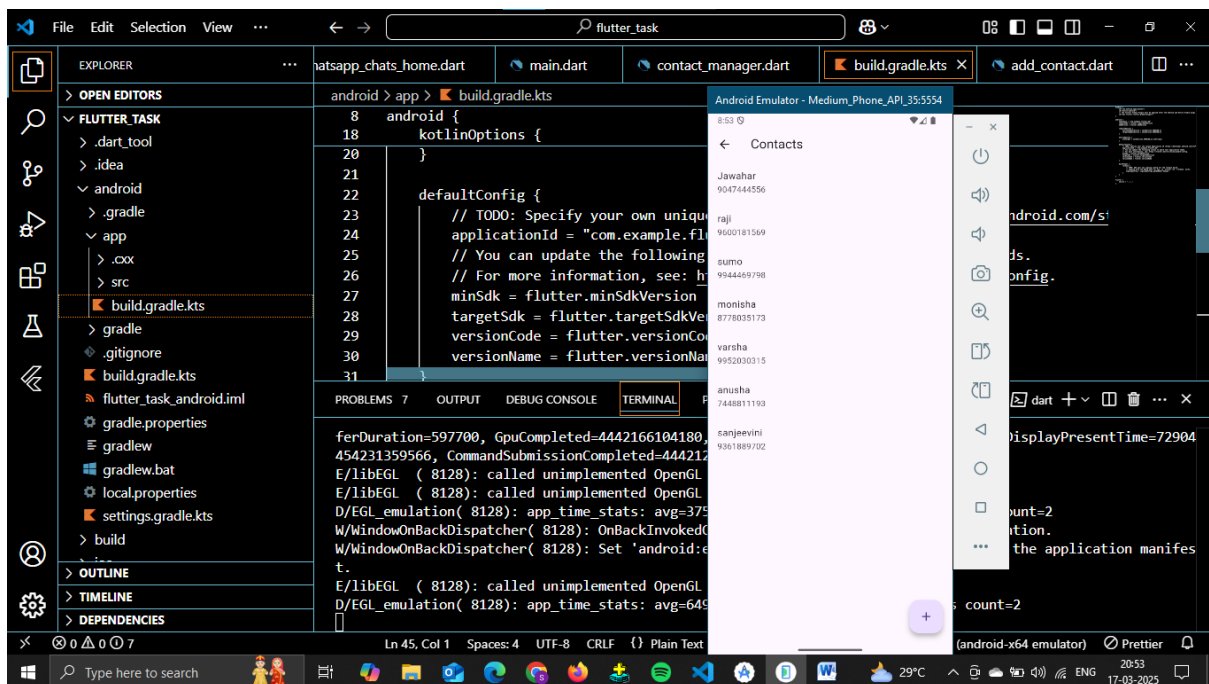 File Edit Selection View ··· flutter_task
EXPLORER
OPEN EDITORS
FLUTTER_TASK
.dart_tool
.idea
android
.gradle
app
.cxx
src
build.gradle.kts
gradle
.gitignore
build.gradle.kts
flutter_task_android.iml
gradle.properties
gradlew
gradlew.bat
local.properties
settings.gradle.kts
build
OUTLINE
TIMELINE
DEPENDENCIES
hatsapp_chats_home.dart main.dart contact_manager.dart build.gradle.kts add_contact.dart
android > app > build.gradle.kts
8 android {
18 kotlinOptions {
20 }
21
22 defaultConfig {
23 // TODO: Specify your own uniqu ndroid.com/st
24 applicationId = "com.example.fl
25 // You can update the following ds.
26 // For more information, see: h onfig.
27 minSdk = flutter.minSdkVersion
28 targetSdk = flutter.targetSdkVe
29 versionCode = flutter.versionCo
30 versionName = flutter.versionNa
31 }
PROBLEMS 7 OUTPUT DEBUG CONSOLE TERMINAL P dart
ferDuration=597700, GpuCompleted=4442166104180, DisplayPresentTime=72904
454231359566, CommandSubmissionCompleted=444212
E/libEGL ( 8128): called unimplemented OpenGL
E/libEGL ( 8128): called unimplemented OpenGL
D/EGL_emulation( 8128): app_time_stats: avg=375 ount=2
W/WindowOnBackDispatcher( 8128): OnBackInvokedC tion.
W/WindowOnBackDispatcher( 8128): Set 'android:e the application manifes
t.
E/libEGL ( 8128): called unimplemented OpenGL
D/EGL_emulation( 8128): app_time_stats: avg=649 s count=2
Android Emulator - Medium_Phone_API_35:5554
8:53
Contacts
Jawahar
9047444556
raji
9600181569
sumo
9944469798
monisha
8778035173
varsha
9952030315
anusha
7448811193
sanjeevini
9361889702
+
0 0 7 Ln 45, Col 1 Spaces: 4 UTF-8 CRLF {} Plain Text (android-x64 emulator) Prettier
Type here to search 29°C ENG 20:53
17-03-2025